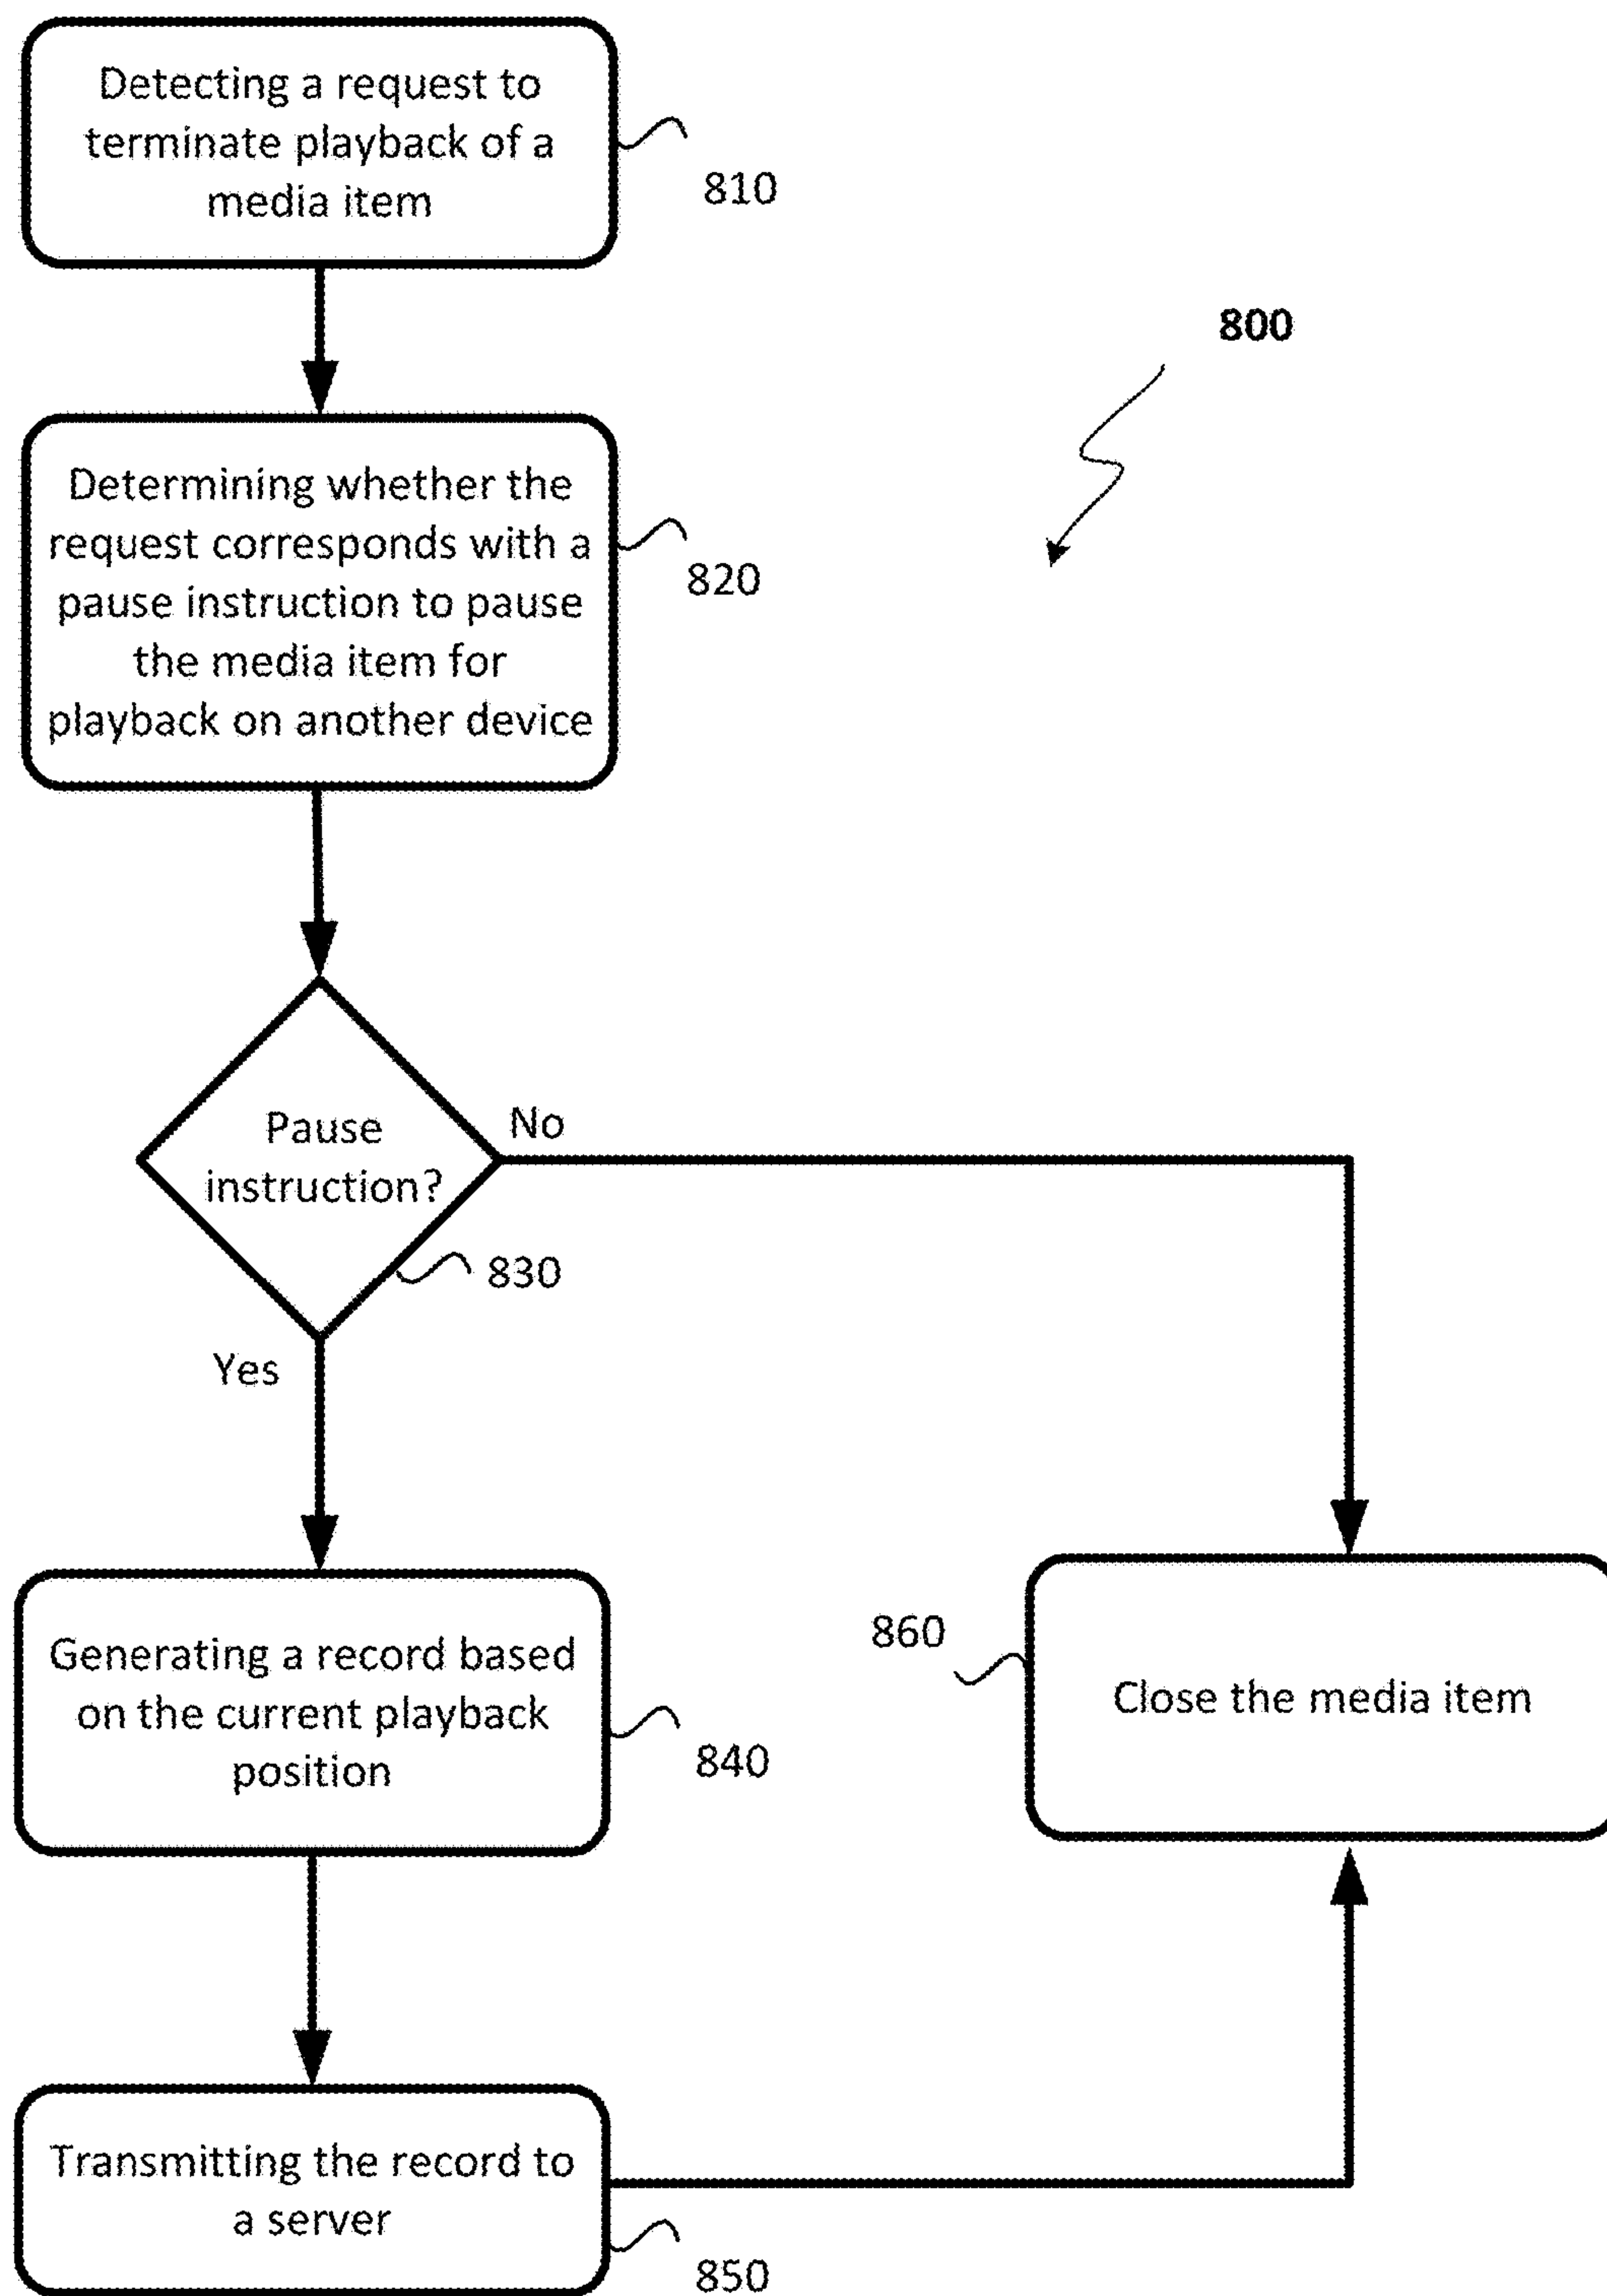 Detecting a request to
terminate playback of a
media item
810
800
Determining whether the
request corresponds with a
pause instruction to pause
the media item for
playback on another device
820
Pause
instruction?
No
830
Yes
Generating a record based
on the current playback
position
840
860
Close the media item
Transmitting the record to
a server
850